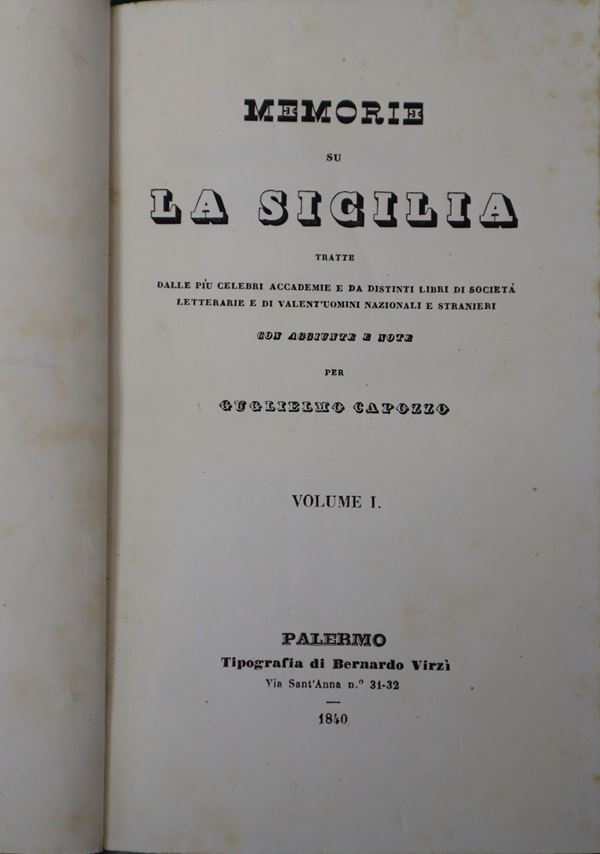 MEMORIE
SU
LA SICILIA
TRATTE
DALLE PIÙ CELEBRI ACCADEMIE E DA DISTINTI LIBRI DI SOCIETÀ
LETTERARIE E DI VALENT'UOMINI NAZIONALI E STRANIERI
CON AGGIUNTE E NOTE
PER
GUGLIELMO CAPOZZO
VOLUME I.
PALERMO
Tipografia di Bernardo Virzì
Via Sant'Anna n.º 31-32
1840